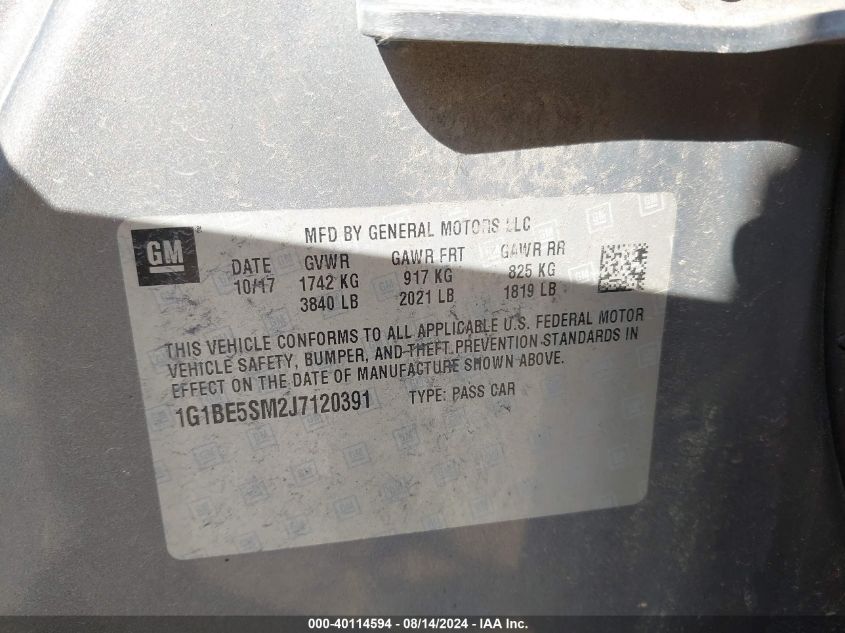 GM
MFD BY GENERAL MOTORS LLC
DATE GVWR GAWR FRT GAWR RR
10/17 1742 KG 917 KG 825 KG
3840 LB 2021 LB 1819 LB
THIS VEHICLE CONFORMS TO ALL APPLICABLE U.S. FEDERAL MOTOR
VEHICLE SAFETY, BUMPER, AND THEFT PREVENTION STANDARDS IN
EFFECT ON THE DATE OF MANUFACTURE SHOWN ABOVE.
1G1BE5SM2J7120391 TYPE: PASS CAR
000-40114594 - 08/14/2024 - IAA Inc.